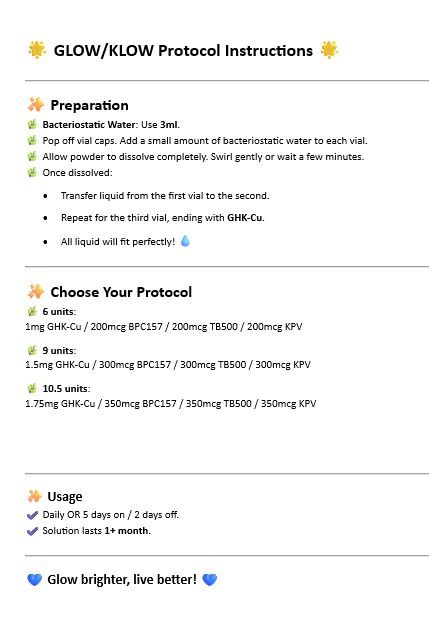 🌟 GLOW/KLOW Protocol Instructions 🌟
Preparation
Bacteriostatic Water: Use 3ml.
Pop off vial caps. Add a small amount of bacteriostatic water to each vial.
Allow powder to dissolve completely. Swirl gently or wait a few minutes.
Once dissolved:
• Transfer liquid from the first vial to the second.
• Repeat for the third vial, ending with GHK-Cu.
• All liquid will fit perfectly! 💧
Choose Your Protocol
6 units:
1mg GHK-Cu / 200mcg BPC157 / 200mcg TB500 / 200mcg KPV
9 units:
1.5mg GHK-Cu / 300mcg BPC157 / 300mcg TB500 / 300mcg KPV
10.5 units:
1.75mg GHK-Cu / 350mcg BPC157 / 350mcg TB500 / 350mcg KPV
Usage
✔ Daily OR 5 days on / 2 days off.
✔ Solution lasts 1+ month.
💙 Glow brighter, live better! 💙